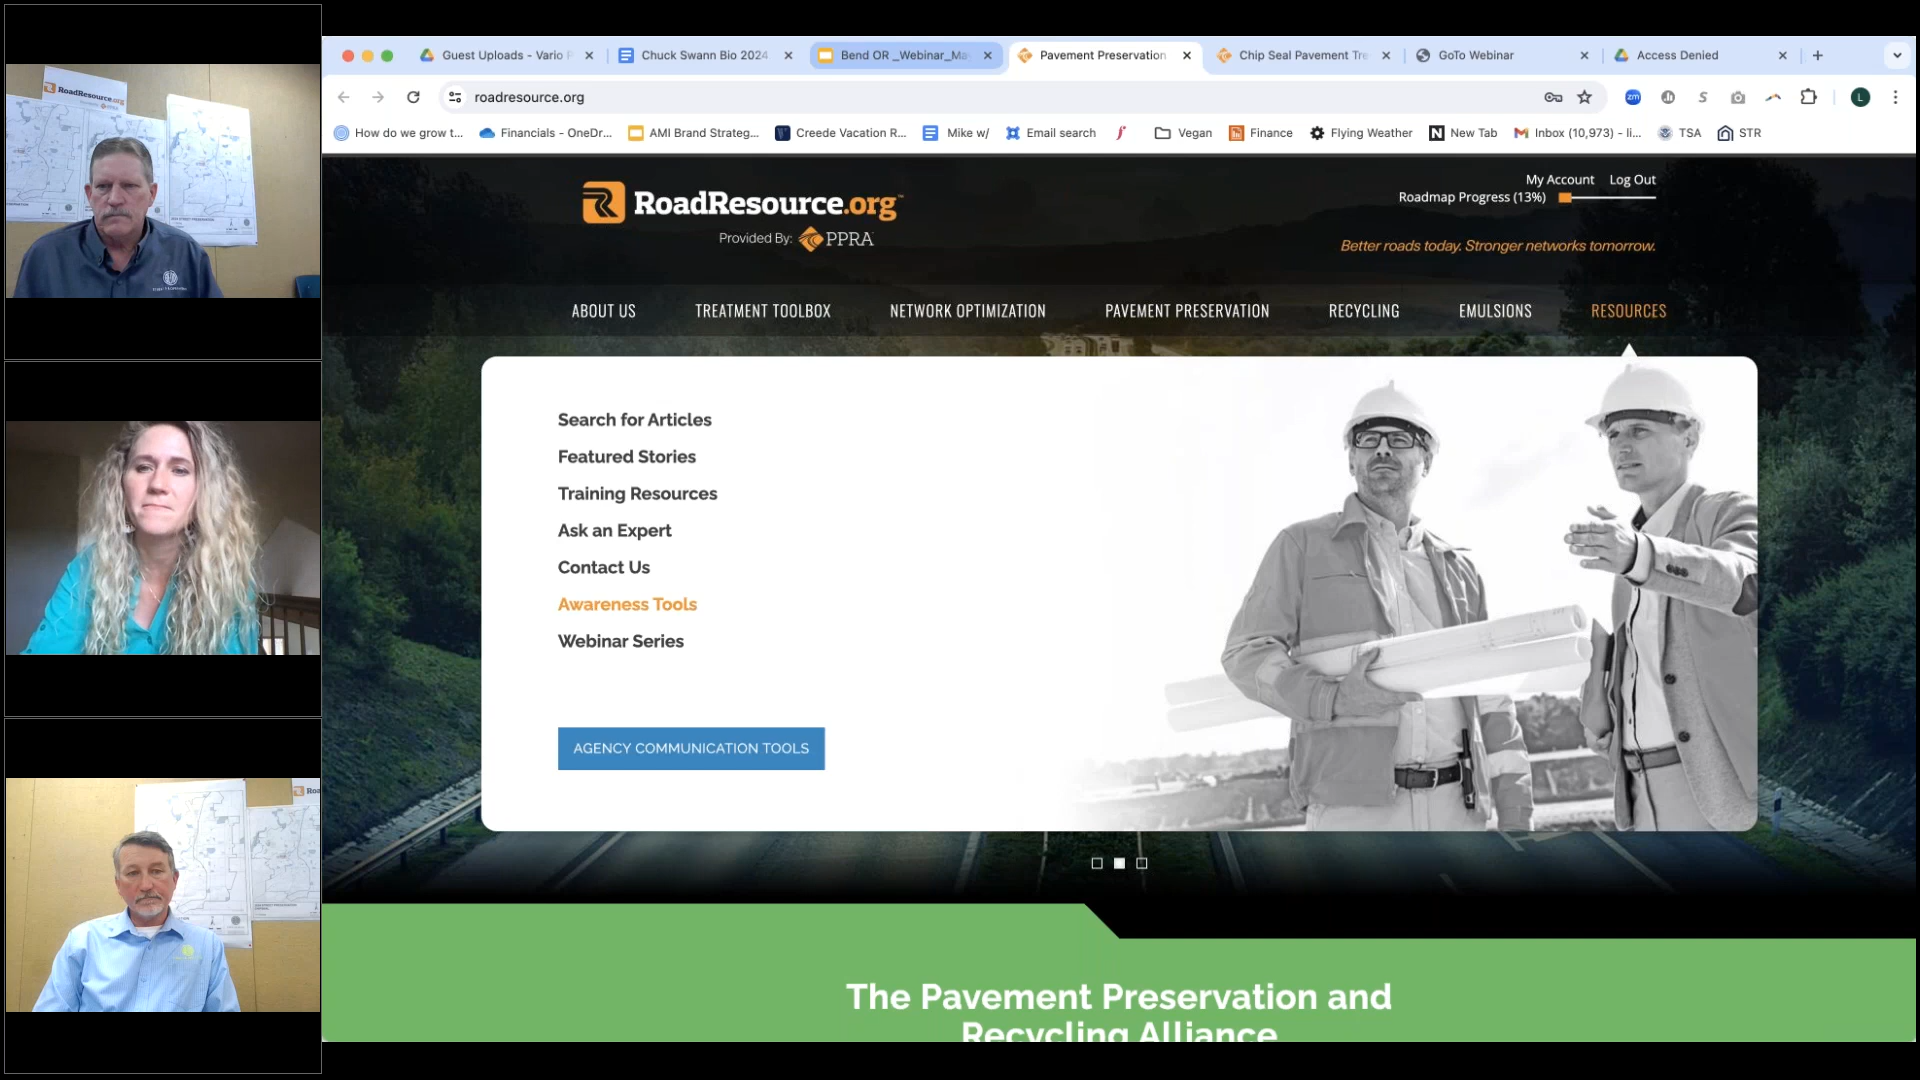 RoadResource.org
Guest Uploads - Vario P
Chuck Swann Bio 2024
Bend OR _Webinar_Ma
Pavement Preservation
Chip Seal Pavement Tre
GoTo Webinar
Access Denied
roadresource.org
How do we grow t...
Financials - OneDr...
AMI Brand Strateg...
Creede Vacation R...
Mike w/
Email search
Vegan
Finance
Flying Weather
New Tab
Inbox (10,973) - li...
TSA
STR
RoadResource.org
Provided By: PPRA
My Account Log Out
Roadmap Progress (13%)
Better roads today. Stronger networks tomorrow.
ABOUT US
TREATMENT TOOLBOX
NETWORK OPTIMIZATION
PAVEMENT PRESERVATION
RECYCLING
EMULSIONS
RESOURCES
Search for Articles
Featured Stories
Training Resources
Ask an Expert
Contact Us
Awareness Tools
Webinar Series
AGENCY COMMUNICATION TOOLS
The Pavement Preservation and
Recycling Alliance